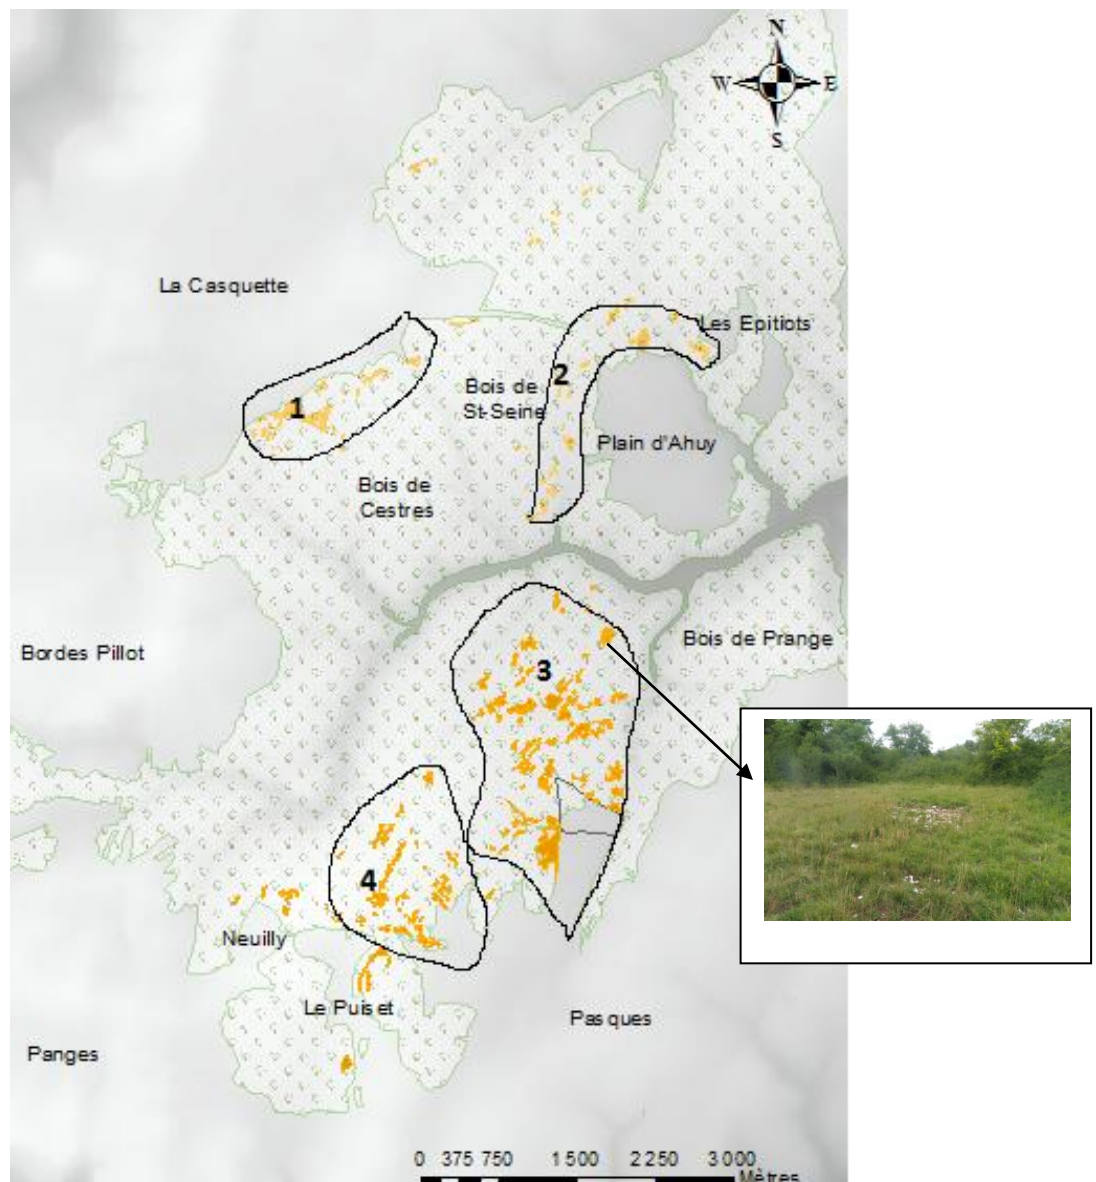 N
W E
S
La Casquette
Les Epitiots
2
Bois de
St-Seine
1
Plain d'Ahuy
Bois de
Cestres
Bois de Prange
Bordes Pillot
3
4
Neuilly
Le Puiset
Pasques
Panges
0 375 750 1 500 2 250 3 000
Mètres